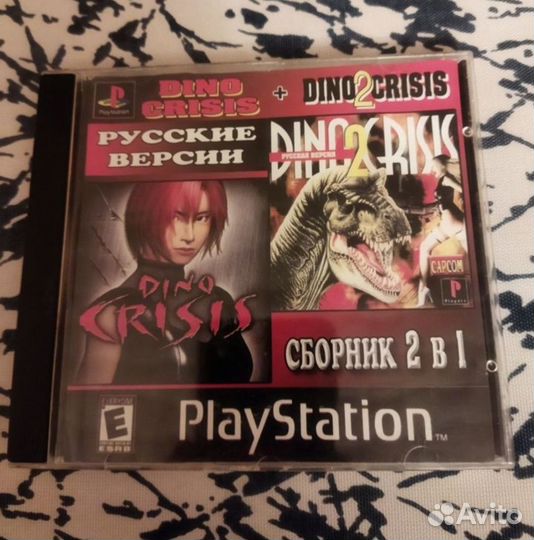 PlayStation
DINO CRISIS
+
DINO 2 CRISIS
РУССКИЕ
ВЕРСИИ
DINO 2 CRISIS
РУССКАЯ ВЕРСИЯ
CAPCOM
DINO
CRISIS
СБОРНИК 2 В 1
E
ESRB
PlayStation™
Avito